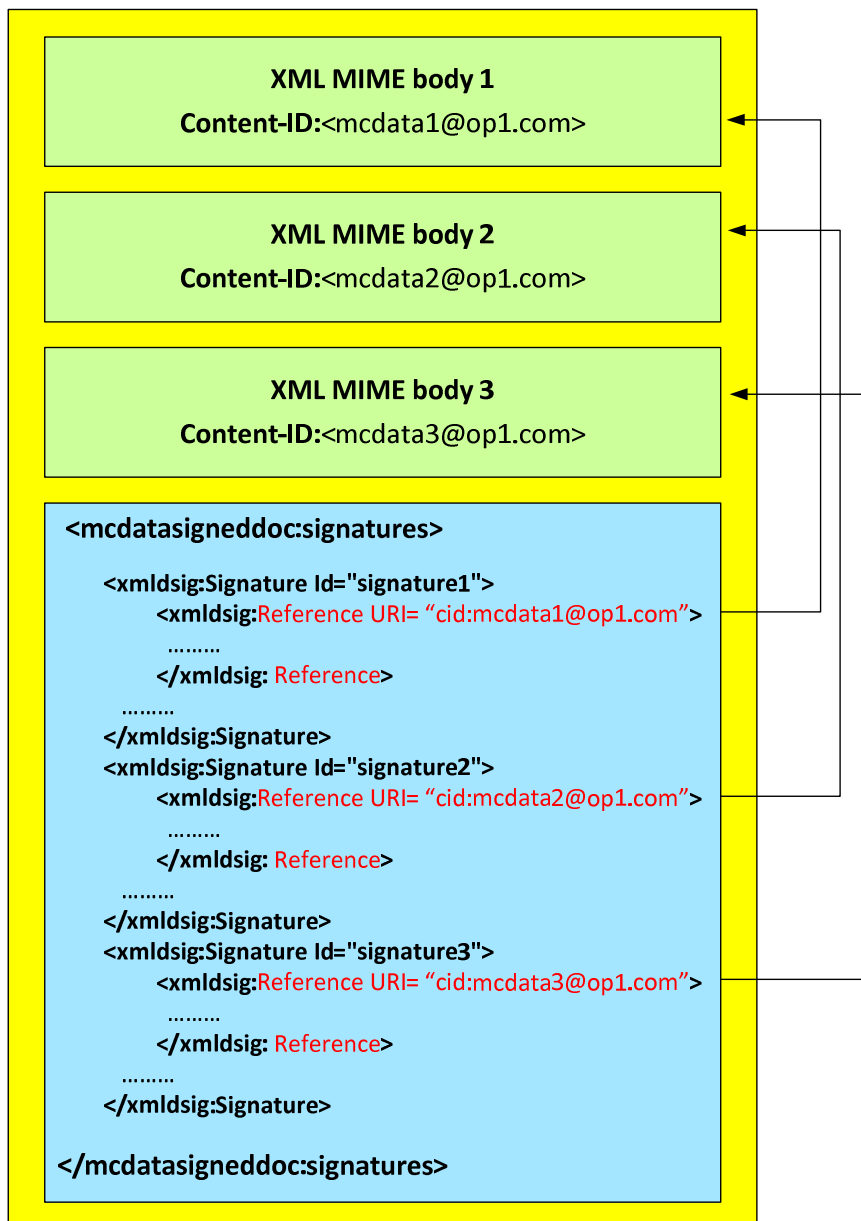 XML MIME body 1
Content-ID:<mcdata1@op1.com>
XML MIME body 2
Content-ID:<mcdata2@op1.com>
XML MIME body 3
Content-ID:<mcdata3@op1.com>
<mcdatasigneddoc:signatures>
<xmldsig:Signature Id="signature1">
<xmldsig:Reference URI= “cid:mcdata1@op1.com”>
………
</xmldsig: Reference>
………
</xmldsig:Signature>
<xmldsig:Signature Id="signature2">
<xmldsig:Reference URI= “cid:mcdata2@op1.com”>
………
</xmldsig: Reference>
………
</xmldsig:Signature>
<xmldsig:Signature Id="signature3">
<xmldsig:Reference URI= “cid:mcdata3@op1.com”>
………
</xmldsig: Reference>
………
</xmldsig:Signature>
</mcdatasigneddoc:signatures>